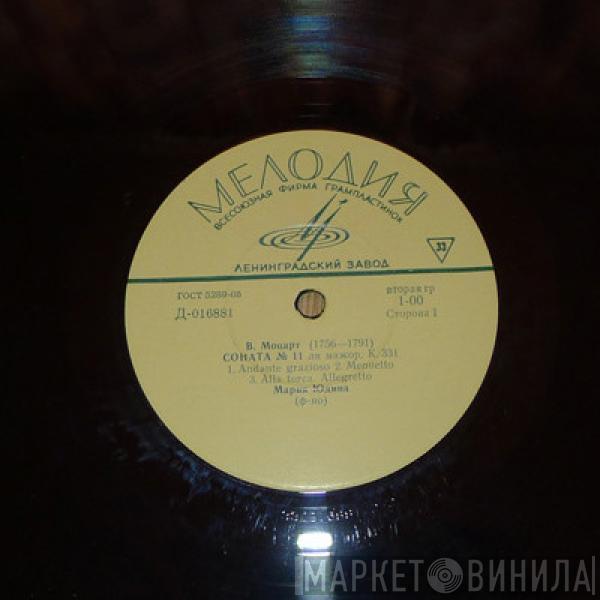 МЕЛОДИЯ
ВСЕСОЮЗНАЯ ФИРМА ГРАМПЛАСТИНОК
33
ЛЕНИНГРАДСКИЙ ЗАВОД
ГОСТ 5289-68
вторая гр
Д-016881
1-00
Сторона 1
В. Моцарт (1756—1791)
СОНАТА № 11 ля мажор, К. 331
1. Andante grazioso 2. Menuetto
3. Alla turca. Allegretto
Мария Юдина
(ф-но)
МАРКЕТ ВИНИЛА